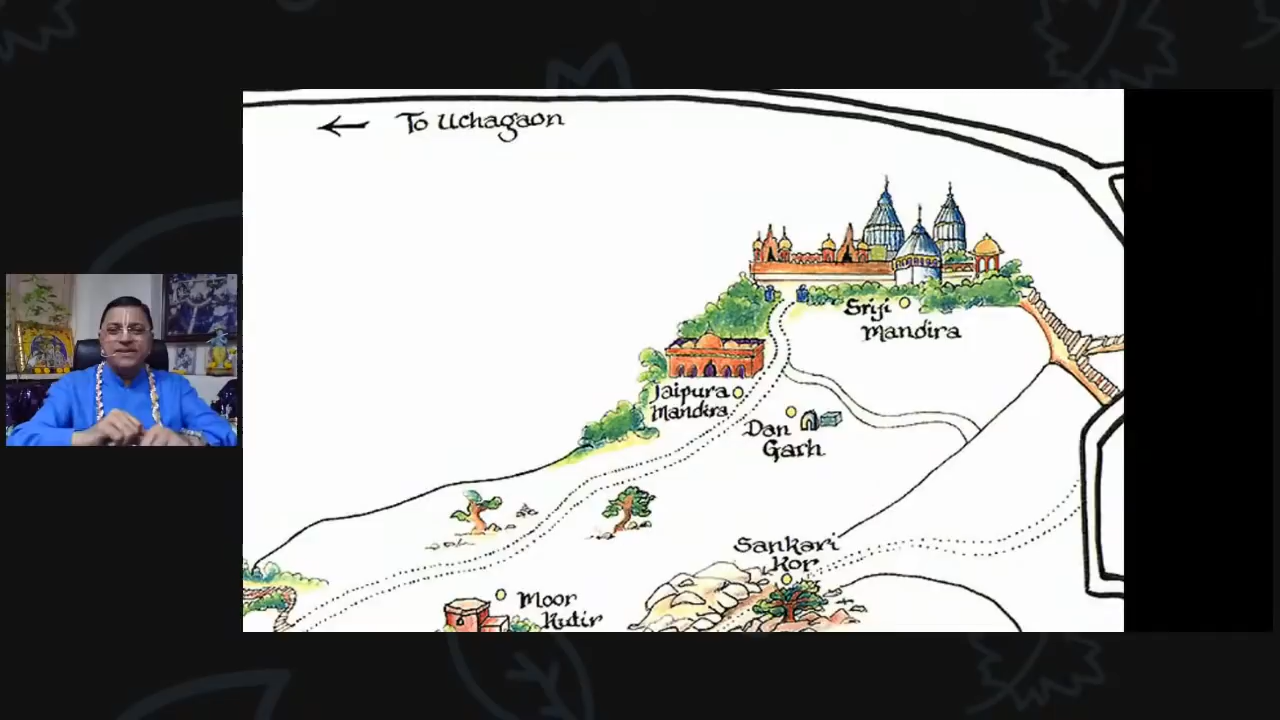 To Uchagaon
Sriji
Mandira
Jaipura
Mandira
Dan
Garh
Sankari
Kor
Moor
Kutir